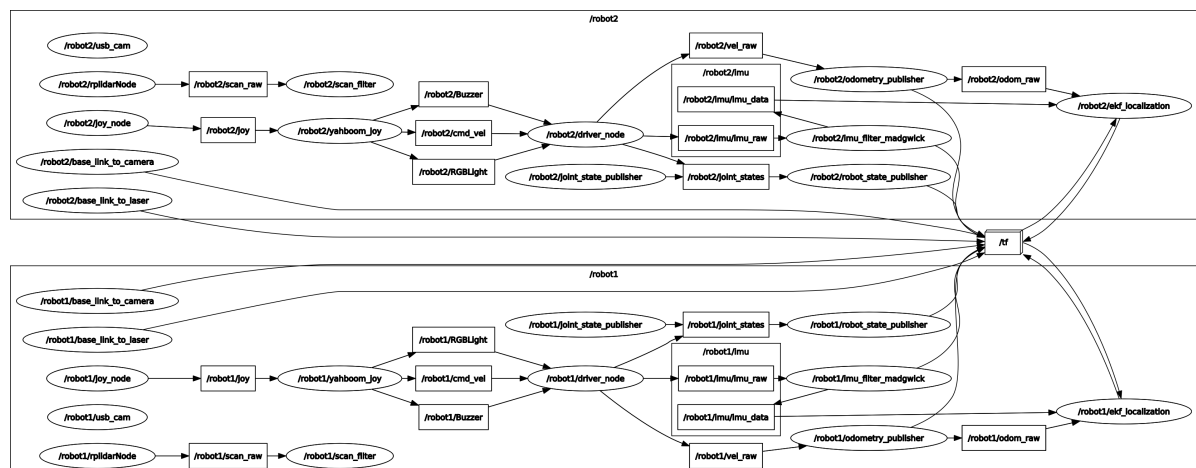 /robot2
/robot2/usb_cam
/robot2/vel_raw
/robot2/imu
/robot2/rplidarNode
/robot2/scan_raw
/robot2/scan_filter
/robot2/odometry_publisher
/robot2/odom_raw
/robot2/Buzzer
/robot2/imu/imu_data
/robot2/ekf_localization
/robot2/joy_node
/robot2/joy
/robot2/yahboom_joy
/robot2/cmd_vel
/robot2/driver_node
/robot2/imu/imu_raw
/robot2/imu_filter_madgwick
/robot2/base_link_to_camera
/robot2/RGBLight
/robot2/joint_state_publisher
/robot2/joint_states
/robot2/robot_state_publisher
/robot2/base_link_to_laser
/tf
/robot1
/robot1/base_link_to_camera
/robot1/joint_state_publisher
/robot1/joint_states
/robot1/robot_state_publisher
/robot1/base_link_to_laser
/robot1/RGBLight
/robot1/imu
/robot1/joy_node
/robot1/joy
/robot1/yahboom_joy
/robot1/cmd_vel
/robot1/driver_node
/robot1/imu/imu_raw
/robot1/imu_filter_madgwick
/robot1/usb_cam
/robot1/Buzzer
/robot1/imu/imu_data
/robot1/ekf_localization
/robot1/odometry_publisher
/robot1/odom_raw
/robot1/rplidarNode
/robot1/scan_raw
/robot1/scan_filter
/robot1/vel_raw